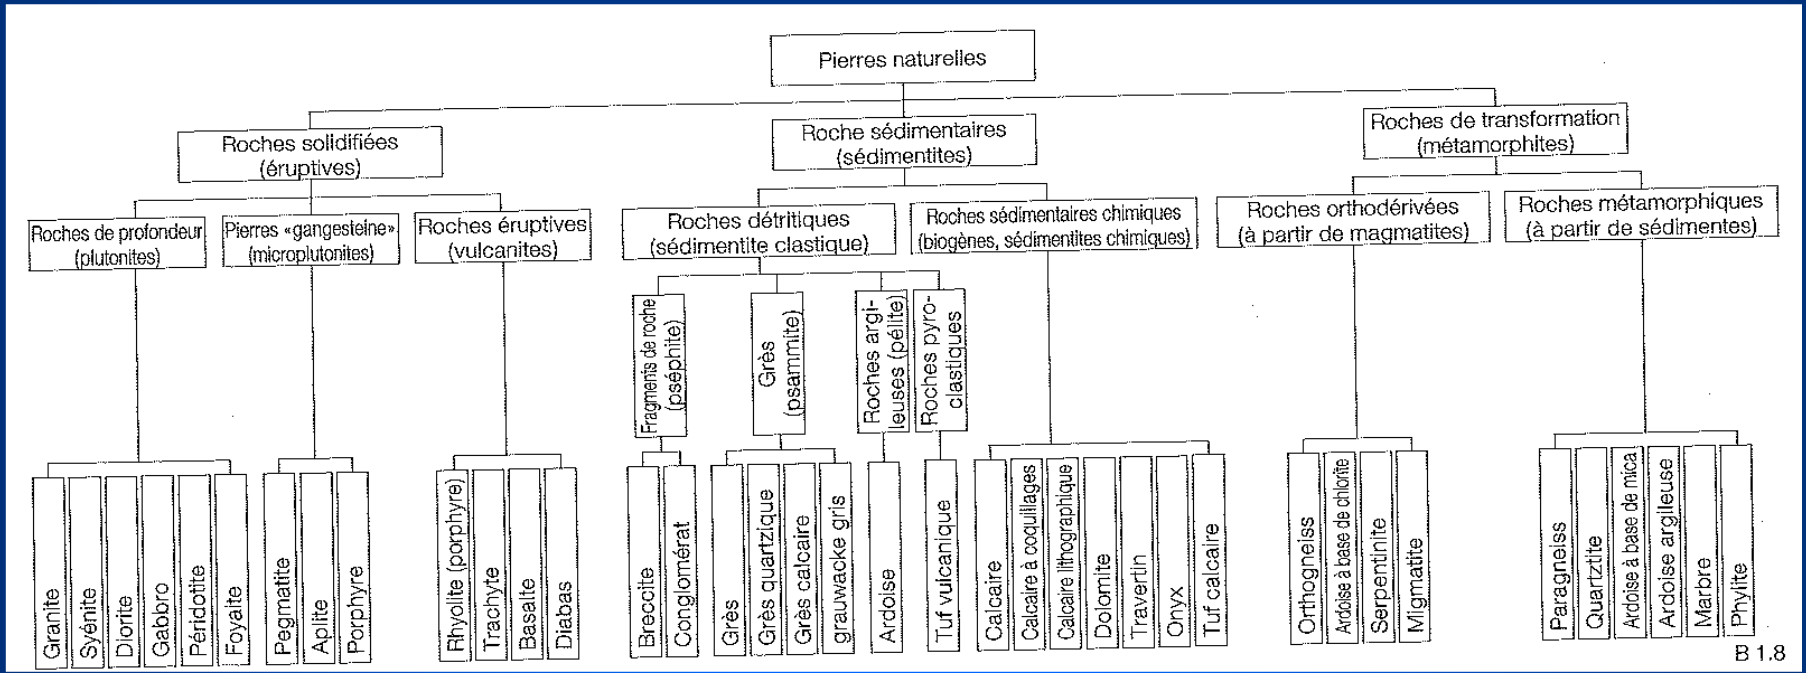 Pierres naturelles
Roches solidifiées
(éruptives)
Roche sédimentaires
(sédimentites)
Roches de transformation
(métamorphites)
Roches de profondeur
(plutonites)
Pierres «gangesteine»
(microplutonites)
Roches éruptives
(vulcanites)
Roches détritiques
(sédimentite clastique)
Roches sédimentaires chimiques
(biogènes, sédimentites chimiques)
Roches orthodérivées
(à partir de magmatites)
Roches métamorphiques
(à partir de sédimentes)
Fragments de roche
(pséphite)
Grès
(psammite)
Roches argi-
leuses (pélite)
Roches pyro-
clastiques
Granite
Syénite
Diorite
Gabbro
Péridotite
Foyaite
Pegmatite
Aplite
Porphyre
Rhyolite (porphyre)
Trachyte
Basalte
Diabas
Breccite
Conglomérat
Grès
Grès quartzique
Grès calcaire
grauwacke gris
Ardoise
Tuf vulcanique
Calcaire
Calcaire à coquillages
Calcaire lithographique
Dolomite
Travertin
Onyx
Tuf calcaire
Orthogneiss
Ardoise à base de chlorite
Serpentinite
Migmatite
Paragneiss
Quartztite
Ardoise à base de mica
Ardoise argileuse
Marbre
Phylite
B 1.8